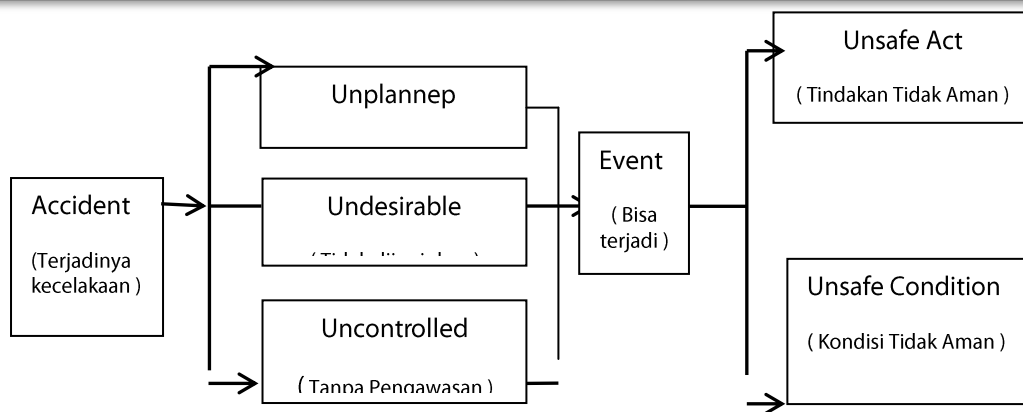 Accident
(Terjadinya
kecelakaan )
Unplannep
Undesirable
Uncontrolled
( Tanpa Pengawasan )
Event
( Bisa
terjadi )
Unsafe Act
( Tindakan Tidak Aman )
Unsafe Condition
( Kondisi Tidak Aman )